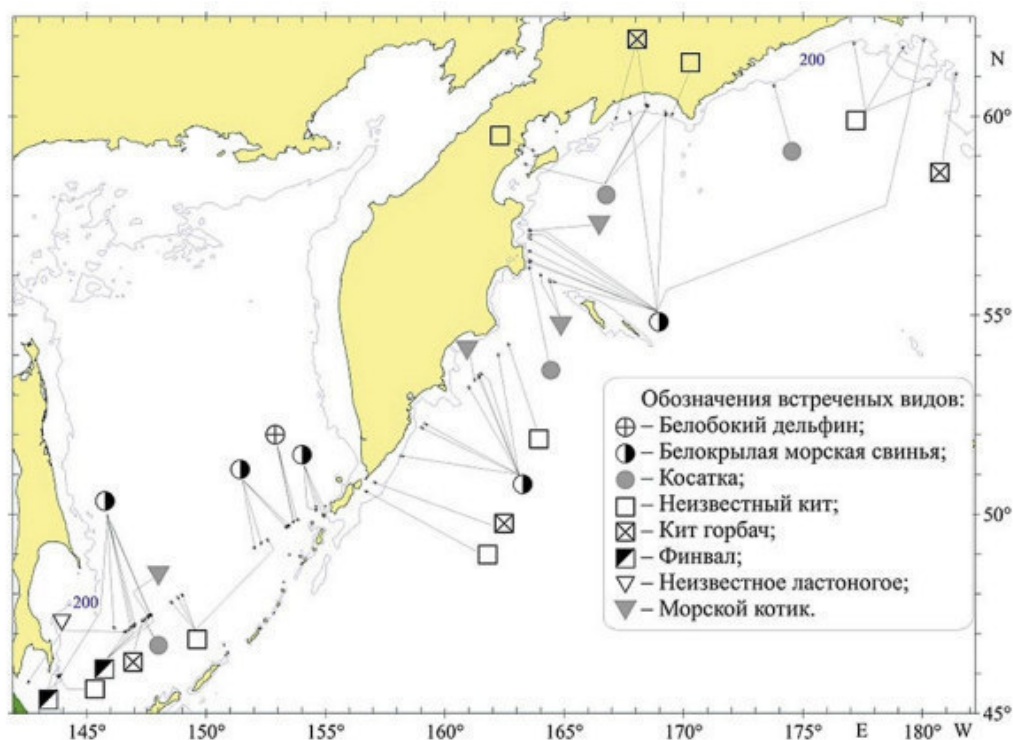 200
N
60°
55°
Обозначения встреченых видов:
– Белобокий дельфин;
– Белокрылая морская свинья;
– Косатка;
– Неизвестный кит;
50°
– Кит горбач;
– Финвал;
– Неизвестное ластоногое;
– Морской котик.
200
45°
145° 150° 155° 160° 165° 170° 175° E 180° W